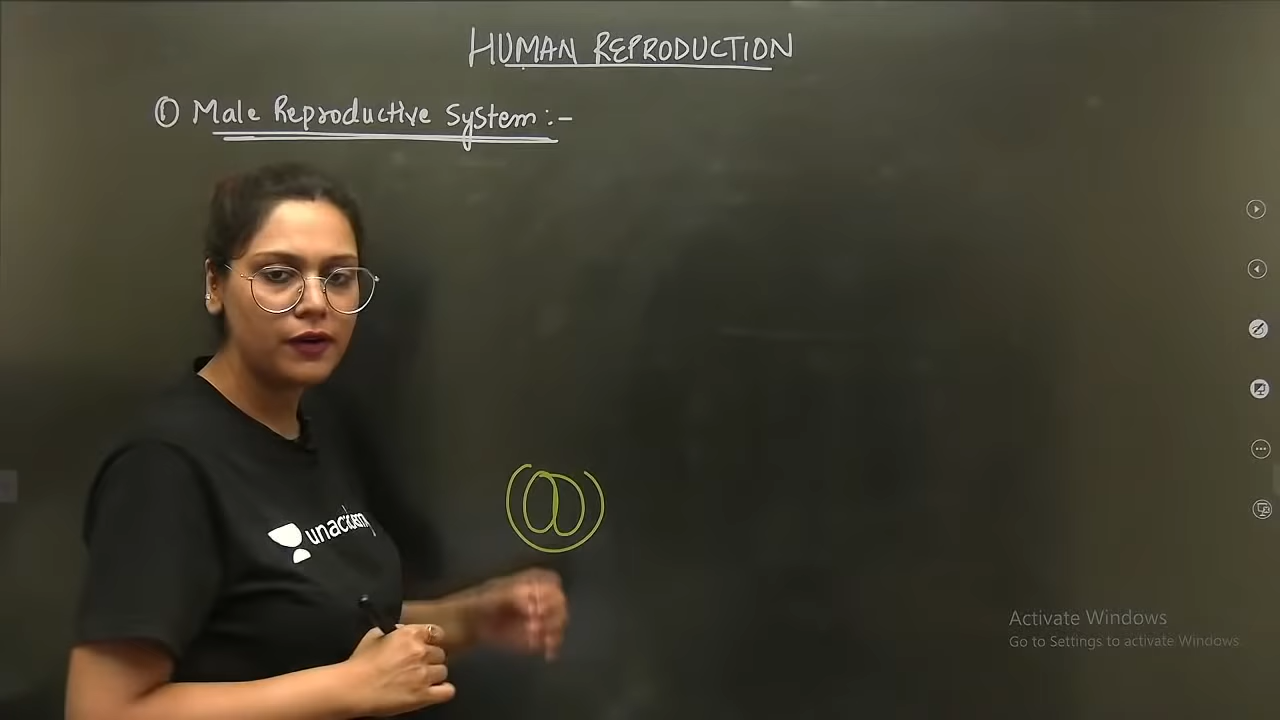 HUMAN REPRODUCTION
① Male Reproductive System:-
unacademy
Activate Windows
Go to Settings to activate Windows.